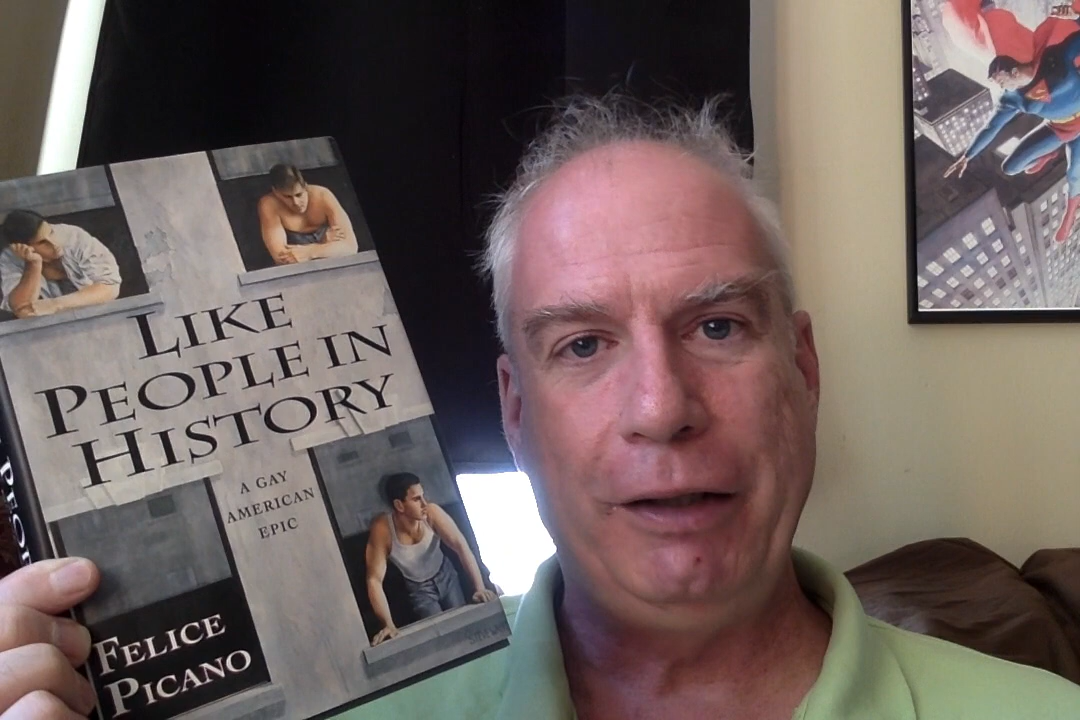 LIKE
PEOPLE IN
HISTORY
A GAY
AMERICAN
EPIC
FELICE
PICANO